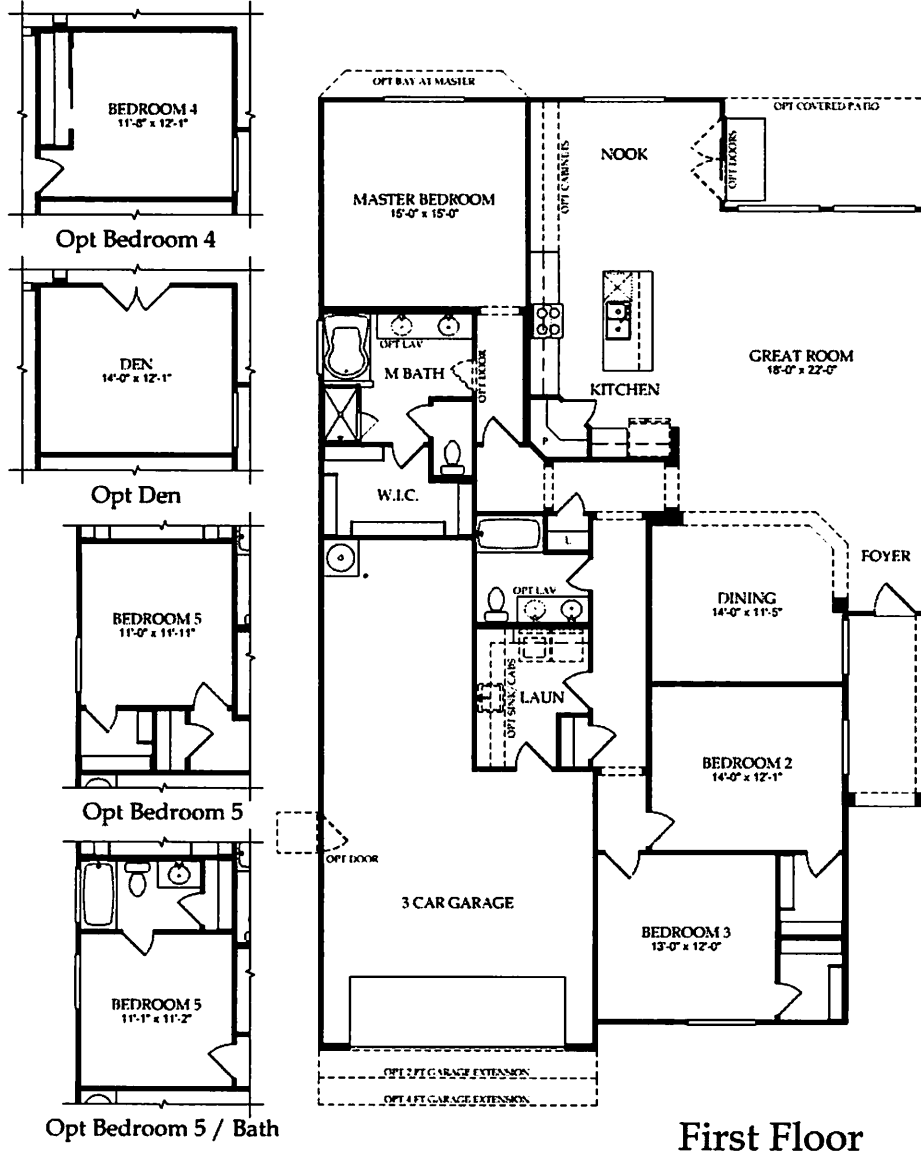 BEDROOM 4
11'-8" x 12'-1"
Opt Bedroom 4
DEN
14'-0" x 12'-1"
Opt Den
BEDROOM 5
11'-0" x 11'-11"
Opt Bedroom 5
BEDROOM 5
11'-1" x 11'-2"
Opt Bedroom 5 / Bath
OPT BAY AT MASTER
OPT COVERED PATIO
MASTER BEDROOM
15'-0" x 15'-0"
OPT CABINETS
NOOK
OPT DOORS
GREAT ROOM
18'-0" x 22'-0"
KITCHEN
OPT LAV
M BATH
OPT DOOR
P
W.I.C.
L
OPT LAV
DINING
14'-0" x 11'-5"
FOYER
OPT SINK/CABS
LAUN
BEDROOM 2
14'-0" x 12'-1"
OPT DOOR
3 CAR GARAGE
BEDROOM 3
13'-0" x 12'-0"
OPT 2 FT GARAGE EXTENSION
OPT 4 FT GARAGE EXTENSION
First Floor